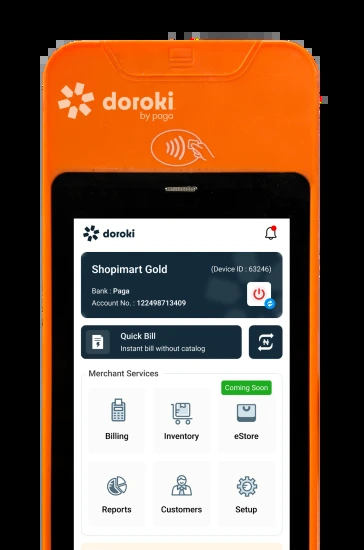 doroki
by paga
doroki
Shopimart Gold
(Device ID : 63246)
Bank : Paga
Account No. : 122498713409
Quick Bill
Instant bill without catalog
N
Merchant Services
Coming Soon
Billing
Inventory
eStore
Reports
Customers
Setup